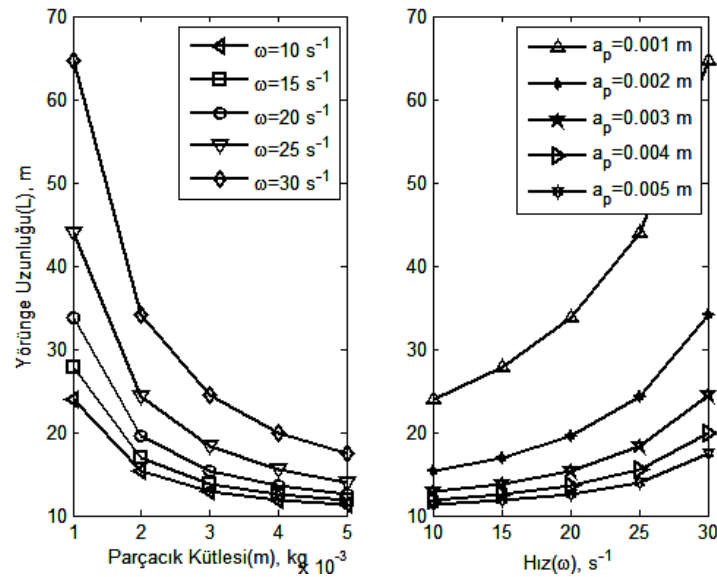 Yörünge Uzunluğu(L), m
70
60
50
40
30
20
10
1 2 3 4 5
x 10⁻³
Parçacık Kütlesi(m), kg
ω=10 s⁻¹
ω=15 s⁻¹
ω=20 s⁻¹
ω=25 s⁻¹
ω=30 s⁻¹
70
60
50
40
30
20
10
10 15 20 25 30
Hız(ω), s⁻¹
aₚ=0.001 m
aₚ=0.002 m
aₚ=0.003 m
aₚ=0.004 m
aₚ=0.005 m